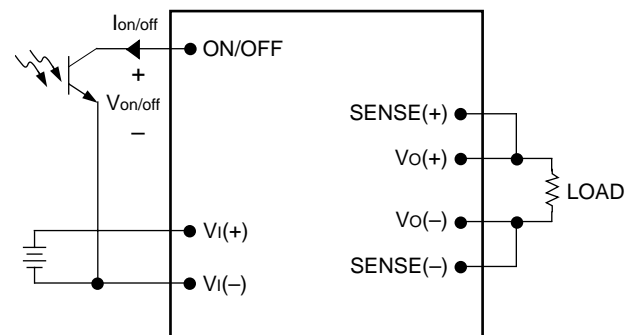 Ion/off
ON/OFF
+
Von/off
–
SENSE(+)
VO(+)
LOAD
VO(–)
SENSE(–)
VI(+)
VI(–)